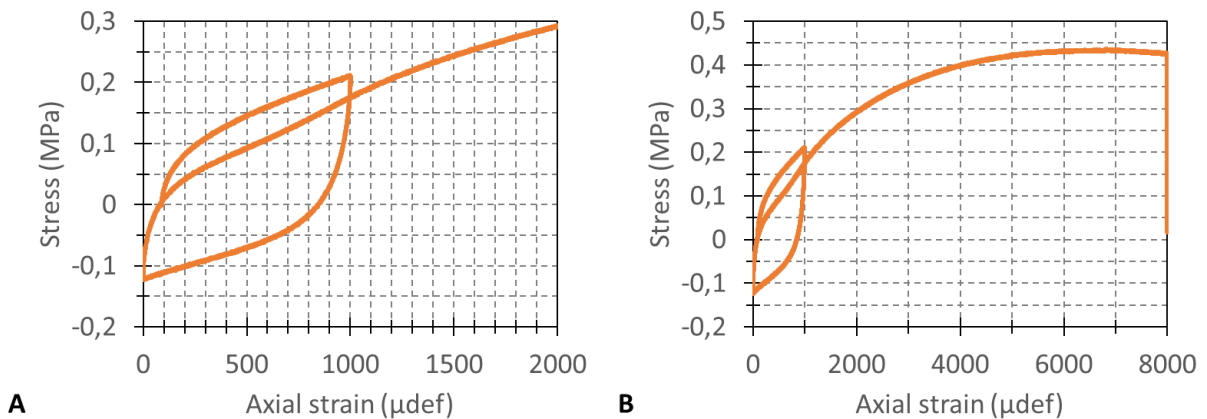 0,3
0,2
0,1
0
-0,1
-0,2
Stress (MPa)
0 500 1000 1500 2000
Axial strain (μdef)
A
0,5
0,4
0,3
0,2
0,1
0
-0,1
-0,2
Stress (MPa)
0 2000 4000 6000 8000
Axial strain (μdef)
B